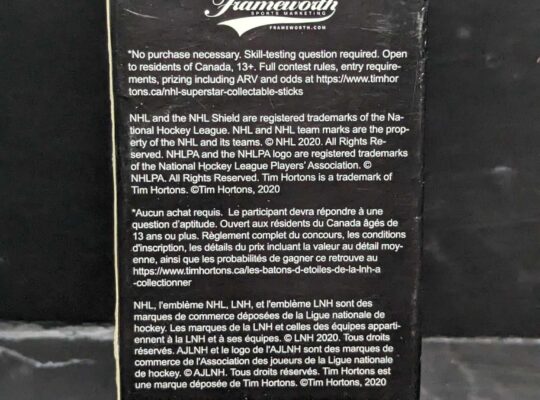 Frameworth
SPORTS MARKETING
FRAMEWORTH.COM
*No purchase necessary. Skill-testing question required. Open
to residents of Canada, 13+. Full contest rules, entry require-
ments, prizing including ARV and odds at https://www.timhor
tons.ca/nhl-superstar-collectable-sticks
NHL and the NHL Shield are registered trademarks of the Na-
tional Hockey League. NHL and NHL team marks are the prop-
erty of the NHL and its teams. © NHL 2020. All Rights Re-
served. NHLPA and the NHLPA logo are registered trademarks
of the National Hockey League Players' Association. ©
NHLPA. All Rights Reserved. Tim Hortons is a trademark of
Tim Hortons. ©Tim Hortons, 2020
*Aucun achat requis. Le participant devra répondre à une
question d'aptitude. Ouvert aux résidents du Canada âgés de
13 ans ou plus. Règlement complet du concours, les conditions
d'inscription, les détails du prix incluant la valeur au détail moy-
enne, ainsi que les probabilités de gagner ce retrouve au
https://www.timhortons.ca/les-batons-d-etoiles-de-la-lnh-a
-collectionner
NHL, l'emblème NHL, LNH, et l'emblème LNH sont des
marques de commerce déposées de la Ligue nationale de
hockey. Les marques de la LNH et celles des équipes apparti-
ennent à la LNH et à ses équipes. © LNH 2020. Tous droits
réservés. AJLNH et le logo de l'AJLNH sont des marques de
commerce de l'Association des joueurs de la Ligue nationale
de hockey. © AJLNH. Tous droits réservés. Tim Hortons est
une marque déposée de Tim Hortons. ©Tim Hortons, 2020